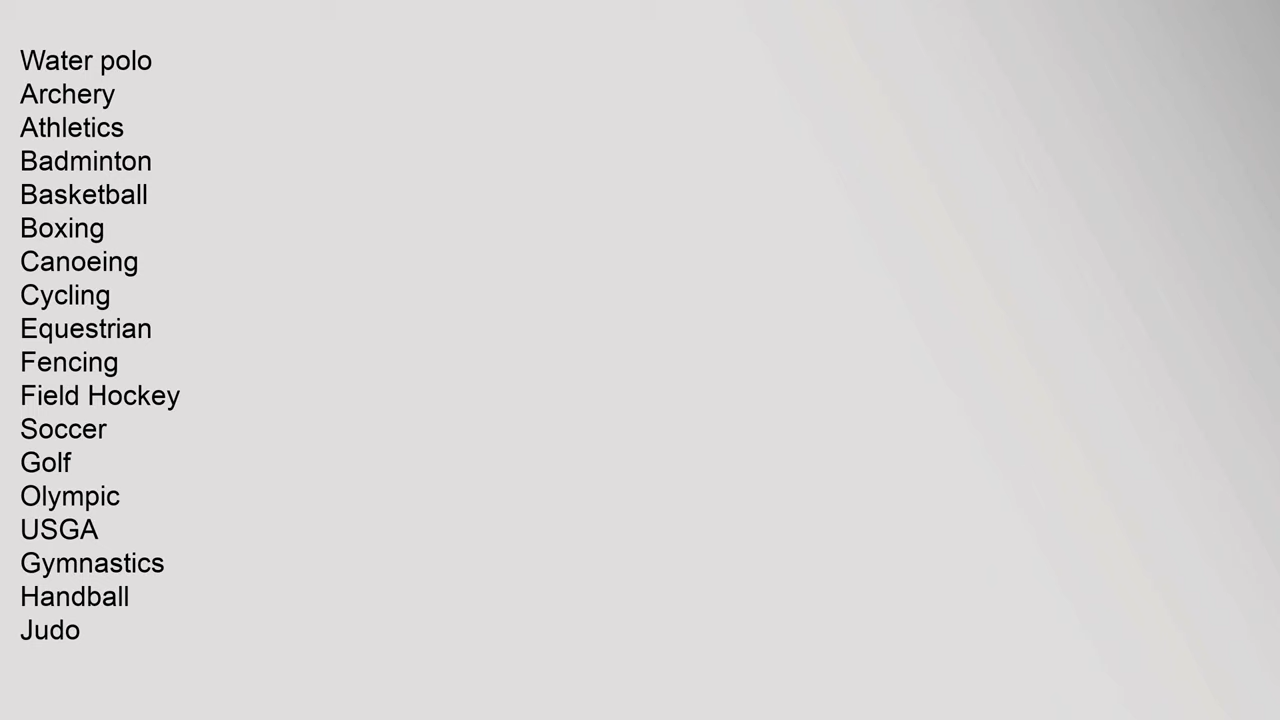 Water polo
Archery
Athletics
Badminton
Basketball
Boxing
Canoeing
Cycling
Equestrian
Fencing
Field Hockey
Soccer
Golf
Olympic
USGA
Gymnastics
Handball
Judo